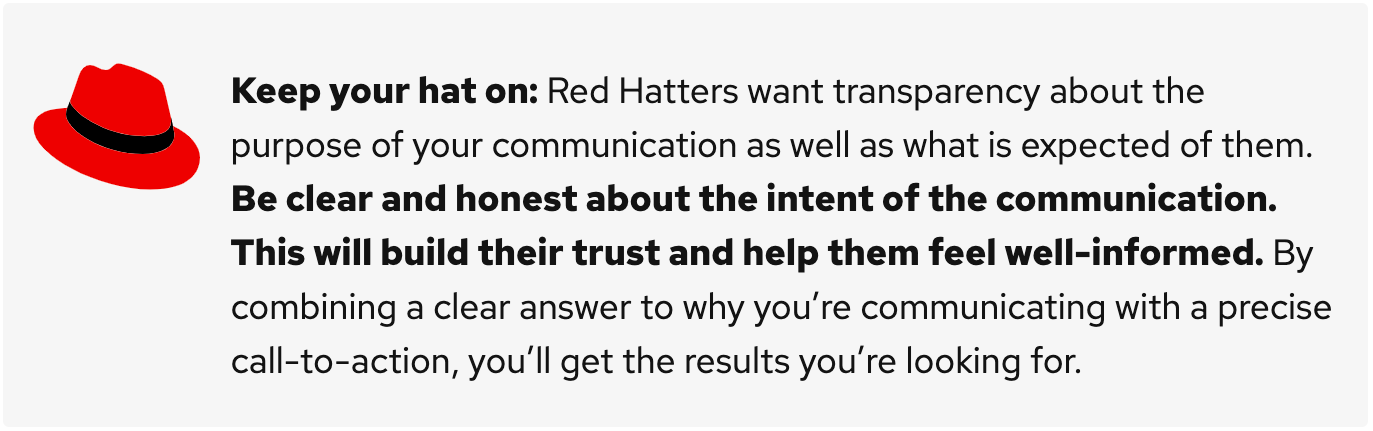 Keep your hat on: Red Hatters want transparency about the
purpose of your communication as well as what is expected of them.
Be clear and honest about the intent of the communication.
This will build their trust and help them feel well-informed. By
combining a clear answer to why you’re communicating with a precise
call-to-action, you’ll get the results you’re looking for.